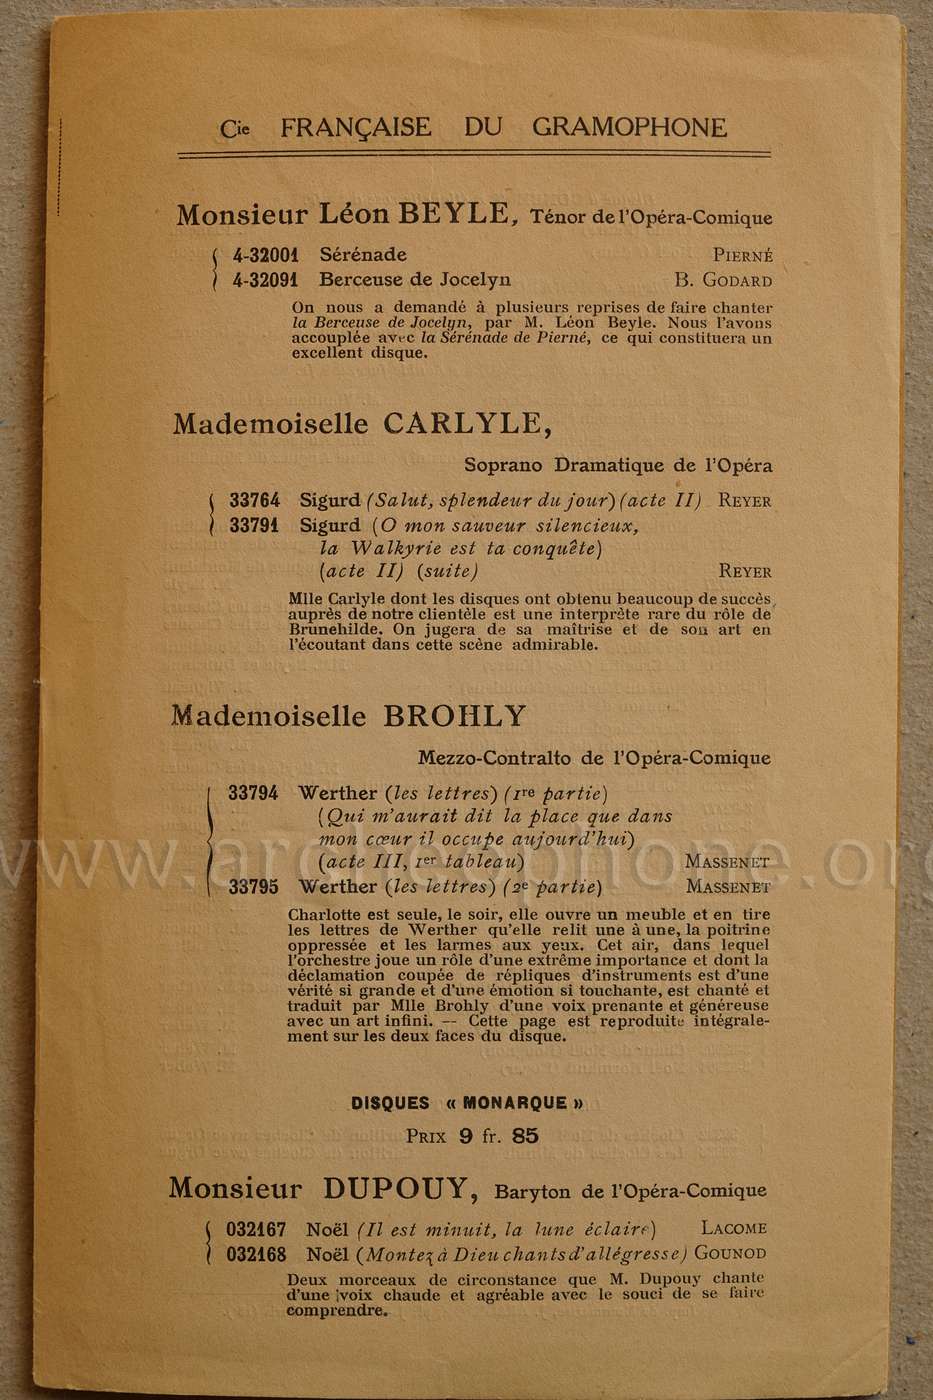 Cie FRANÇAISE DU GRAMOPHONE
Monsieur Léon BEYLE, Ténor de l'Opéra-Comique
4-32001 Sérénade PIERNÉ
4-32091 Berceuse de Jocelyn B. GODARD
On nous a demandé à plusieurs reprises de faire chanter
la Berceuse de Jocelyn, par M. Léon Beyle. Nous l'avons
accouplée avec la Sérénade de Pierné, ce qui constituera un
excellent disque.
Mademoiselle CARLYLE,
Soprano Dramatique de l'Opéra
33764 Sigurd (Salut, splendeur du jour) (acte II) REYER
33791 Sigurd (O mon sauveur silencieux,
la Walkyrie est ta conquête)
(acte II) (suite) REYER
Mlle Carlyle dont les disques ont obtenu beaucoup de succès,
auprès de notre clientèle est une interprète rare du rôle de
Brunehilde. On jugera de sa maîtrise et de son art en
l'écoutant dans cette scène admirable.
Mademoiselle BROHLY
Mezzo-Contralto de l'Opéra-Comique
33794 Werther (les lettres) (1re partie)
(Qui m'aurait dit la place que dans
mon cœur il occupe aujourd'hui)
(acte III, 1er tableau) MASSENET
www.archeophone.org
33795 Werther (les lettres) (2e partie) MASSENET
Charlotte est seule, le soir, elle ouvre un meuble et en tire
les lettres de Werther qu'elle relit une à une, la poitrine
oppressée et les larmes aux yeux. Cet air, dans lequel
l'orchestre joue un rôle d'une extrême importance et dont la
déclamation coupée de répliques d'instruments est d'une
vérité si grande et d'une émotion si touchante, est chanté et
traduit par Mlle Brohly d'une voix prenante et généreuse
avec un art infini. — Cette page est reproduite intégrale-
ment sur les deux faces du disque.
DISQUES « MONARQUE »
PRIX 9 fr. 85
Monsieur DUPOUY, Baryton de l'Opéra-Comique
032167 Noël (Il est minuit, la lune éclaire) LACOME
032168 Noël (Montez à Dieu chants d'allégresse) GOUNOD
Deux morceaux de circonstance que M. Dupouy chante
d'une voix chaude et agréable avec le souci de se faire
comprendre.